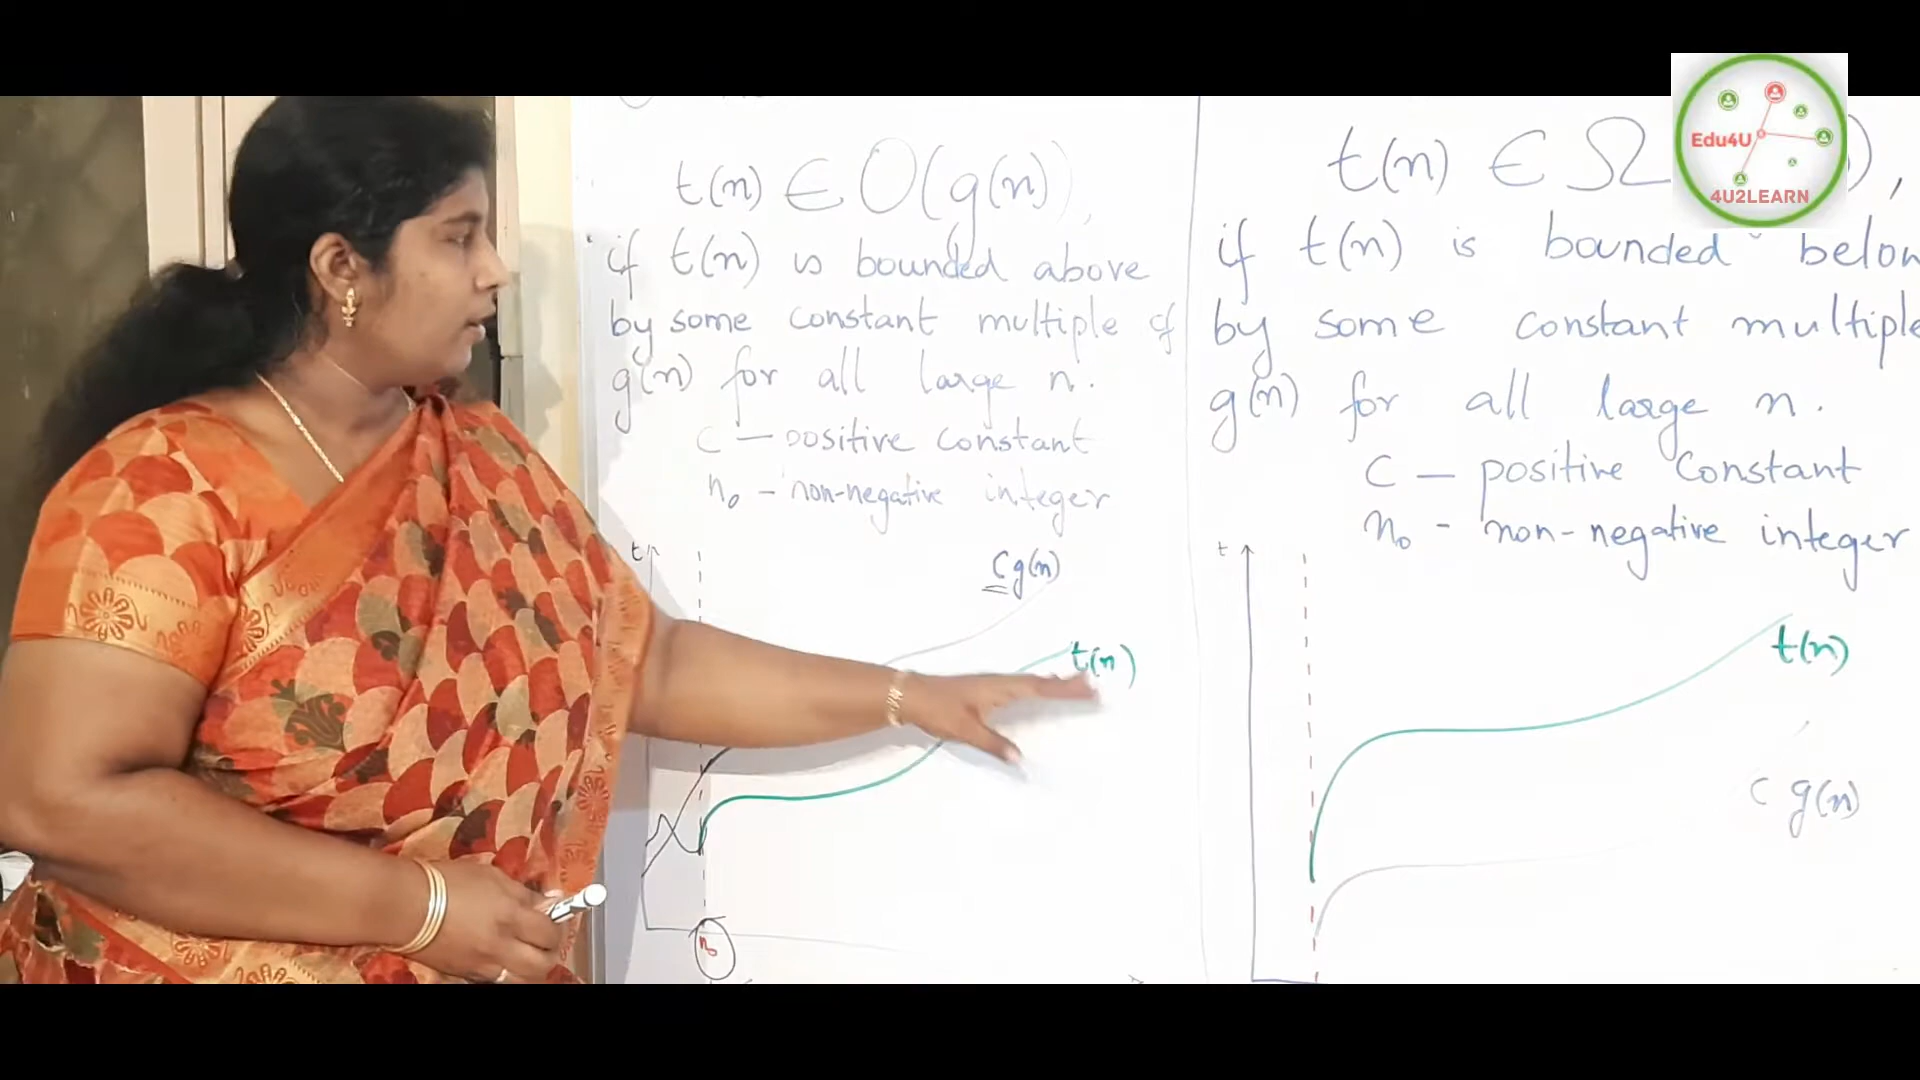 Edu4U
4U2LEARN
t(n) ∈ O(g(n)),
if t(n) is bounded above
by some constant multiple of
g(n) for all large n.
C — positive constant
n₀ - non-negative integer
t
cg(n)
t(n)
n₀
t(n) ∈ Ω
),
if t(n) is bounded below
by some constant multiple
g(n) for all large n.
C — positive constant
n₀ - non-negative integer
t
t(n)
c g(n)